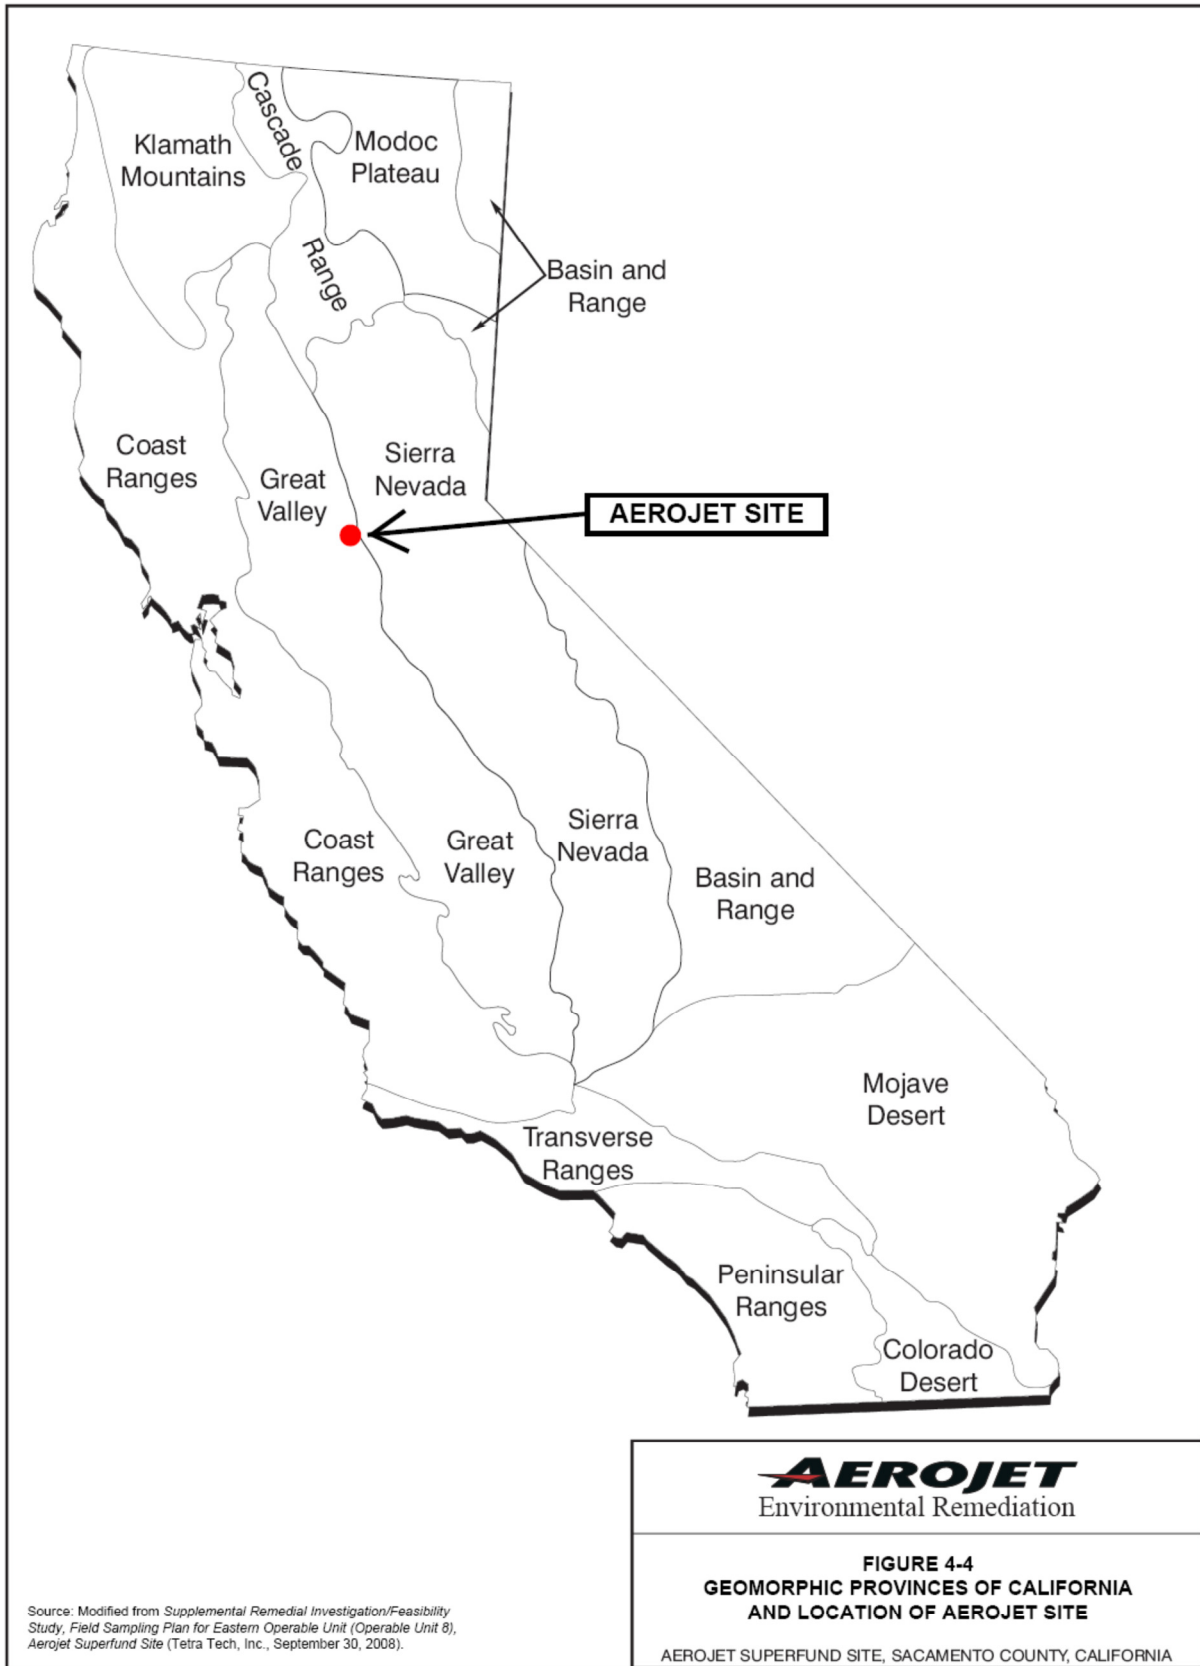 Cascade
Klamath
Mountains
Modoc
Plateau
Range
Basin and
Range
Coast
Ranges
Great
Valley
Sierra
Nevada
AEROJET SITE
Coast
Ranges
Great
Valley
Sierra
Nevada
Basin and
Range
Mojave
Desert
Transverse
Ranges
Peninsular
Ranges
Colorado
Desert
AEROJET
Environmental Remediation
FIGURE 4-4
GEOMORPHIC PROVINCES OF CALIFORNIA
AND LOCATION OF AEROJET SITE
AEROJET SUPERFUND SITE, SACAMENTO COUNTY, CALIFORNIA
Source: Modified from Supplemental Remedial Investigation/Feasibility
Study, Field Sampling Plan for Eastern Operable Unit (Operable Unit 8),
Aerojet Superfund Site (Tetra Tech, Inc., September 30, 2008).